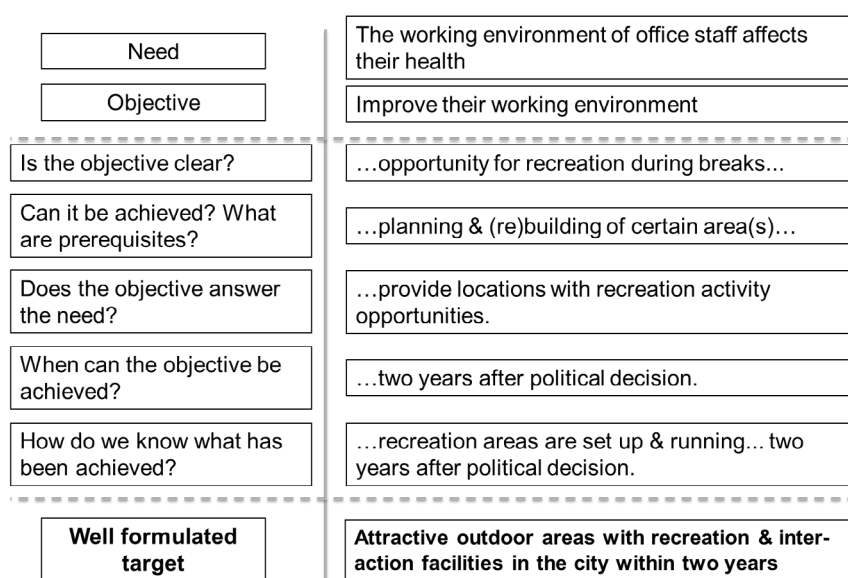 Need
The working environment of office staff affects
their health
Objective
Improve their working environment
Is the objective clear?
…opportunity for recreation during breaks...
Can it be achieved? What
are prerequisites?
…planning & (re)building of certain area(s)…
Does the objective answer
the need?
…provide locations with recreation activity
opportunities.
When can the objective be
achieved?
…two years after political decision.
How do we know what has
been achieved?
…recreation areas are set up & running... two
years after political decision.
Well formulated
target
Attractive outdoor areas with recreation & inter-
action facilities in the city within two years